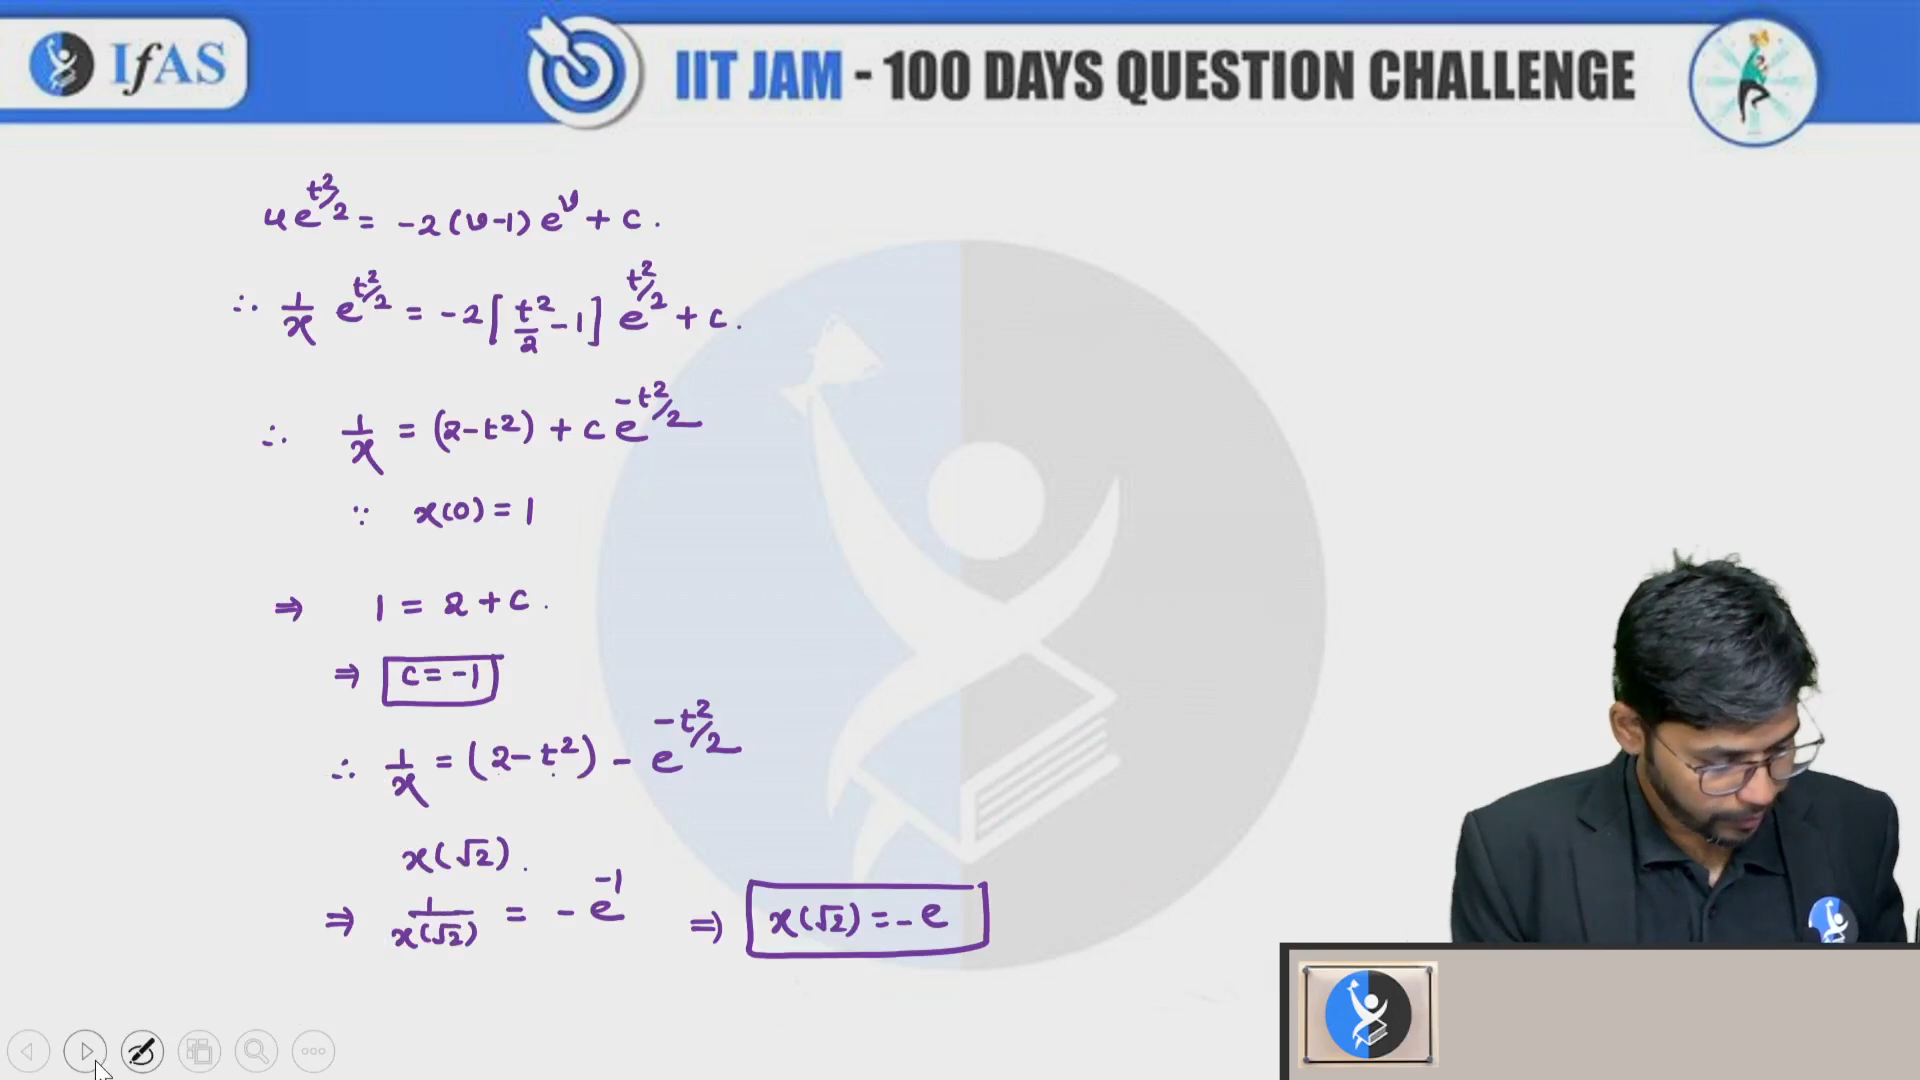 IfAS
IIT JAM - 100 DAYS QUESTION CHALLENGE
u e^{t²/2} = -2(v-1) e^v + c.
∴ 1/x e^{t²/2} = -2[t²/2 - 1] e^{t²/2} + c.
∴ 1/x = (2-t²) + c e^{-t²/2}
∵ x(0) = 1
⇒ 1 = 2 + c.
⇒ c = -1
∴ 1/x = (2-t²) - e^{-t²/2}
x(√2).
⇒ 1/x(√2) = -e^{-1} ⇒ x(√2) = -e